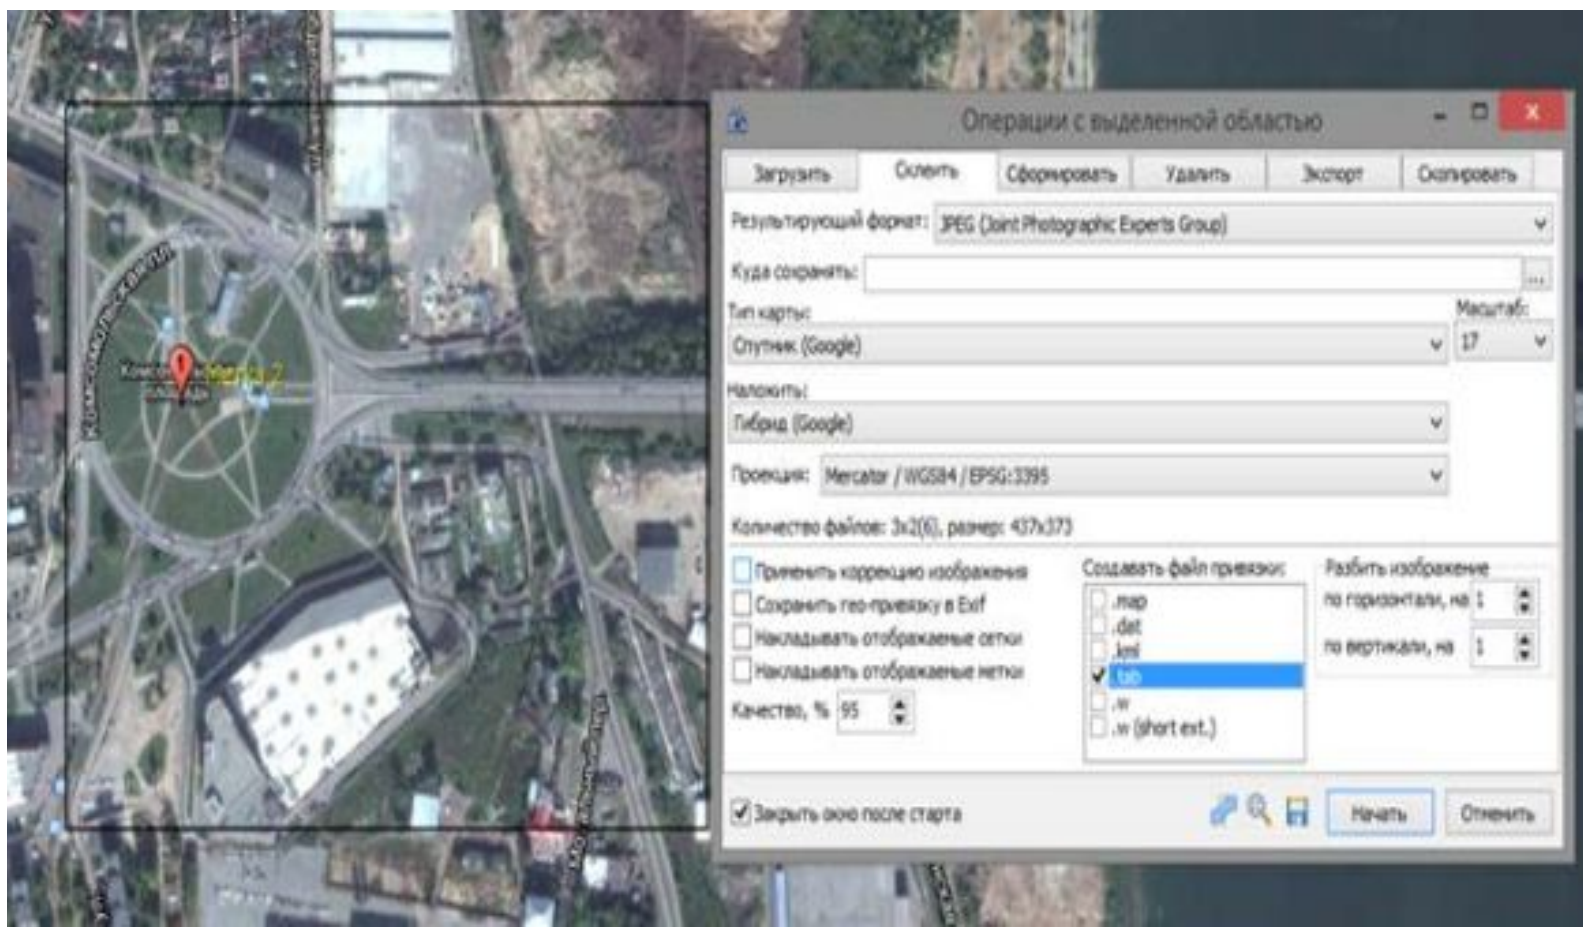 Операции с выделенной областью
Загрузить Склеить Сформировать Удалить Экспорт Скопировать
Результирующий формат: JPEG (Joint Photographic Experts Group)
Куда сохранять:
...
Тип карты:
Масштаб:
Спутник (Google)
17
Наложить:
Гибрид (Google)
Проекция: Mercator / WGS84 / EPSG:3395
Количество файлов: 3x2(6), размер: 437x373
Применить коррекцию изображения
Сохранить гео-привязку в Exif
Накладывать отображаемые сетки
Накладывать отображаемые метки
Качество, % 95
Создавать файл привязки:
.map
.dat
.kml
.tab
.w
.w (short ext.)
Разбить изображение
по горизонтали, на 1
по вертикали, на 1
Закрыть окно после старта
Начать
Отменить
Комсомольская пл